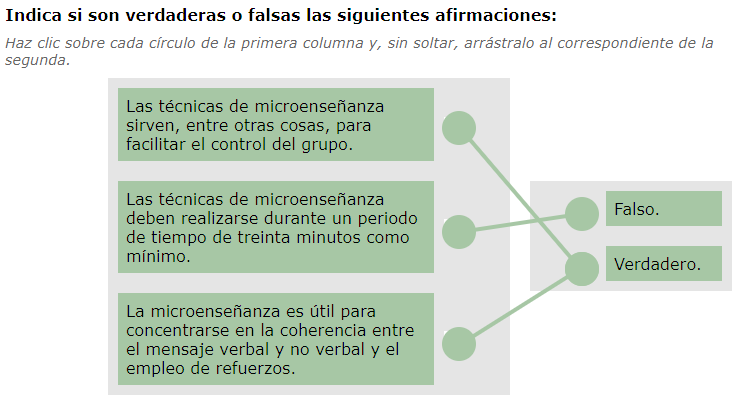 Indica si son verdaderas o falsas las siguientes afirmaciones:
Haz clic sobre cada círculo de la primera columna y, sin soltar, arrástralo al correspondiente de la
segunda.
Las técnicas de microenseñanza
sirven, entre otras cosas, para
facilitar el control del grupo.
Las técnicas de microenseñanza
deben realizarse durante un periodo
de tiempo de treinta minutos como
mínimo.
La microenseñanza es útil para
concentrarse en la coherencia entre
el mensaje verbal y no verbal y el
empleo de refuerzos.
Falso.
Verdadero.